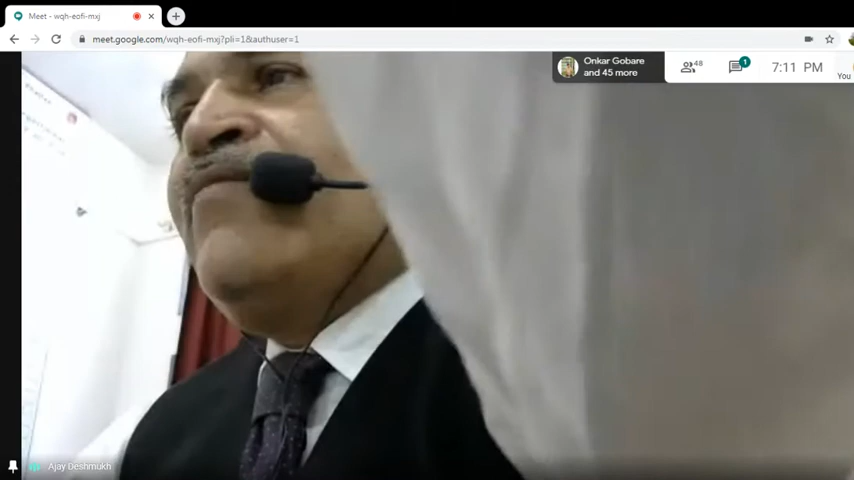 Meet - wqh-eofi-mxj
meet.google.com/wqh-eofi-mxj?pli=1&authuser=1
Onkar Gobare
and 45 more
48
1
7:11 PM
You
Ajay Deshmukh